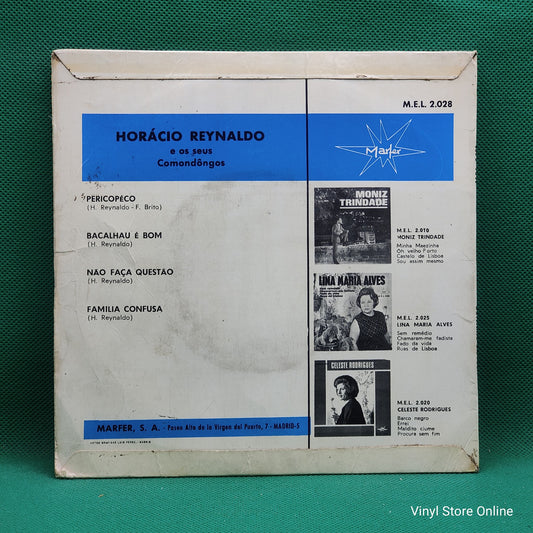 M.E.L. 2.028
HORÁCIO REYNALDO
e os seus
Comondôngos
Marfer
PERICOPÉCO
(H. Reynaldo - F. Brito)
BACALHAU É BOM
(H. Reynaldo)
NÃO FAÇA QUESTÃO
(H. Reynaldo)
FAMILIA CONFUSA
(H. Reynaldo)
MONIZ
TRINDADE
M.E.L. 2.010
MONIZ TRINDADE
Minha Maezinha
Oh velho Porto
Castelo de Lisboa
Sou assim mesmo
LINA MARIA ALVES
M.E.L. 2.025
LINA MARIA ALVES
Sem remédio
Chamaram-me fadista
Fado da vida
Ruas de Lisboa
CELESTE RODRIGUES
M.E.L. 2.020
CELESTE RODRIGUES
Barco negro
Errei
Maldito ciume
Procura sem fim
MARFER, S. A. - Paseo Alto de la Virgen del Puerto, 7 - MADRID-5
Vinyl Store Online